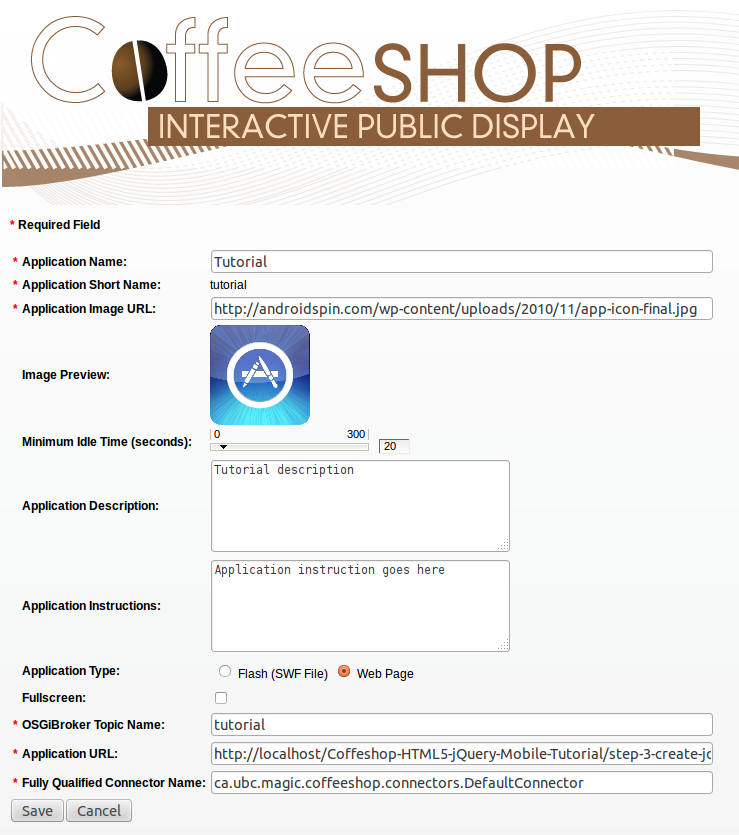 CoffeeSHOP
INTERACTIVE PUBLIC DISPLAY
* Required Field
* Application Name: Tutorial
* Application Short Name: tutorial
* Application Image URL: http://androidspin.com/wp-content/uploads/2010/11/app-icon-final.jpg
Image Preview:
0 300
Minimum Idle Time (seconds): 20
Application Description: Tutorial description
Application Instructions: Application instruction goes here
Application Type: Flash (SWF File) Web Page
Fullscreen:
* OSGiBroker Topic Name: tutorial
* Application URL: http://localhost/Coffeshop-HTML5-jQuery-Mobile-Tutorial/step-3-create-jq
* Fully Qualified Connector Name: ca.ubc.magic.coffeeshop.connectors.DefaultConnector
Save Cancel